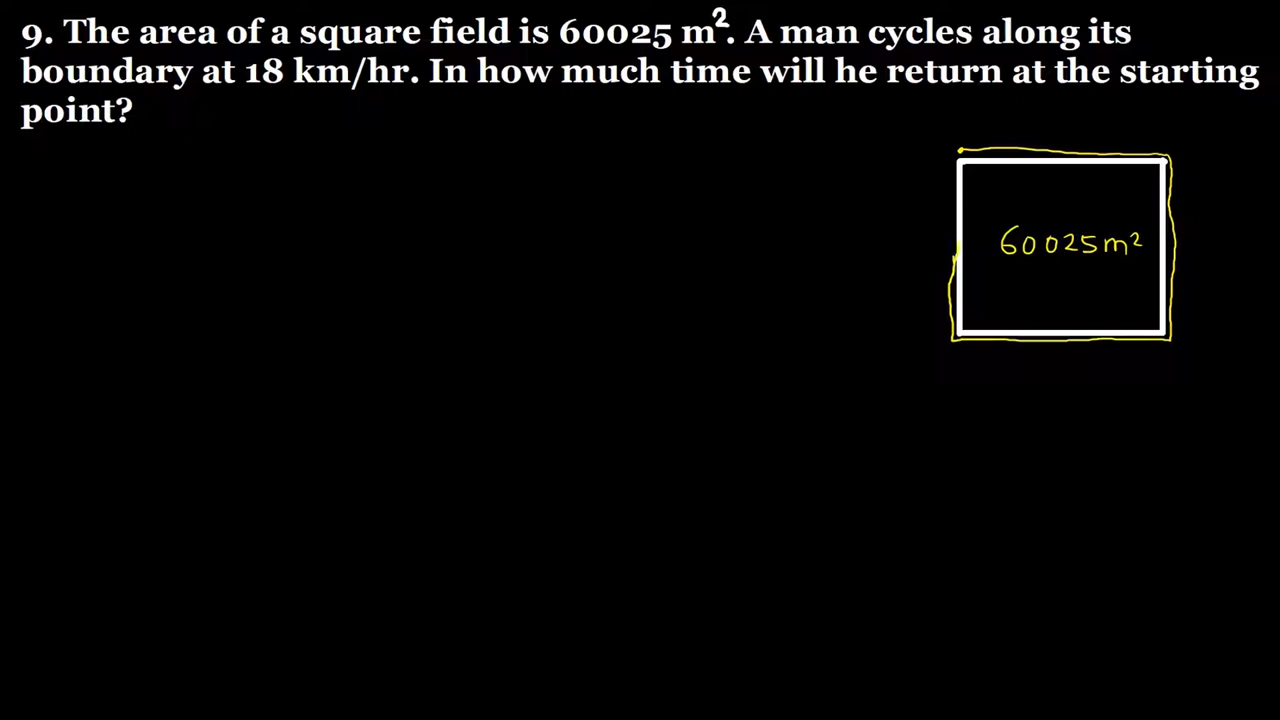 9. The area of a square field is 60025 m². A man cycles along its
boundary at 18 km/hr. In how much time will he return at the starting
point?
60025m²